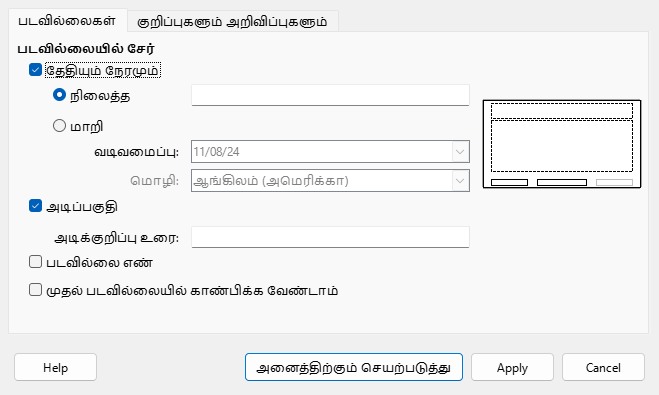 படவில்லைகள் குறிப்புகளும் அறிவிப்புகளும்
படவில்லையில் சேர்
தேதியும் நேரமும்
நிலைத்த
மாறி
வடிவமைப்பு: 11/08/24
மொழி: ஆங்கிலம் (அமெரிக்கா)
அடிப்பகுதி
அடிக்குறிப்பு உரை:
படவில்லை எண்
முதல் படவில்லையில் காண்பிக்க வேண்டாம்
Help அனைத்திற்கும் செயற்படுத்து Apply Cancel